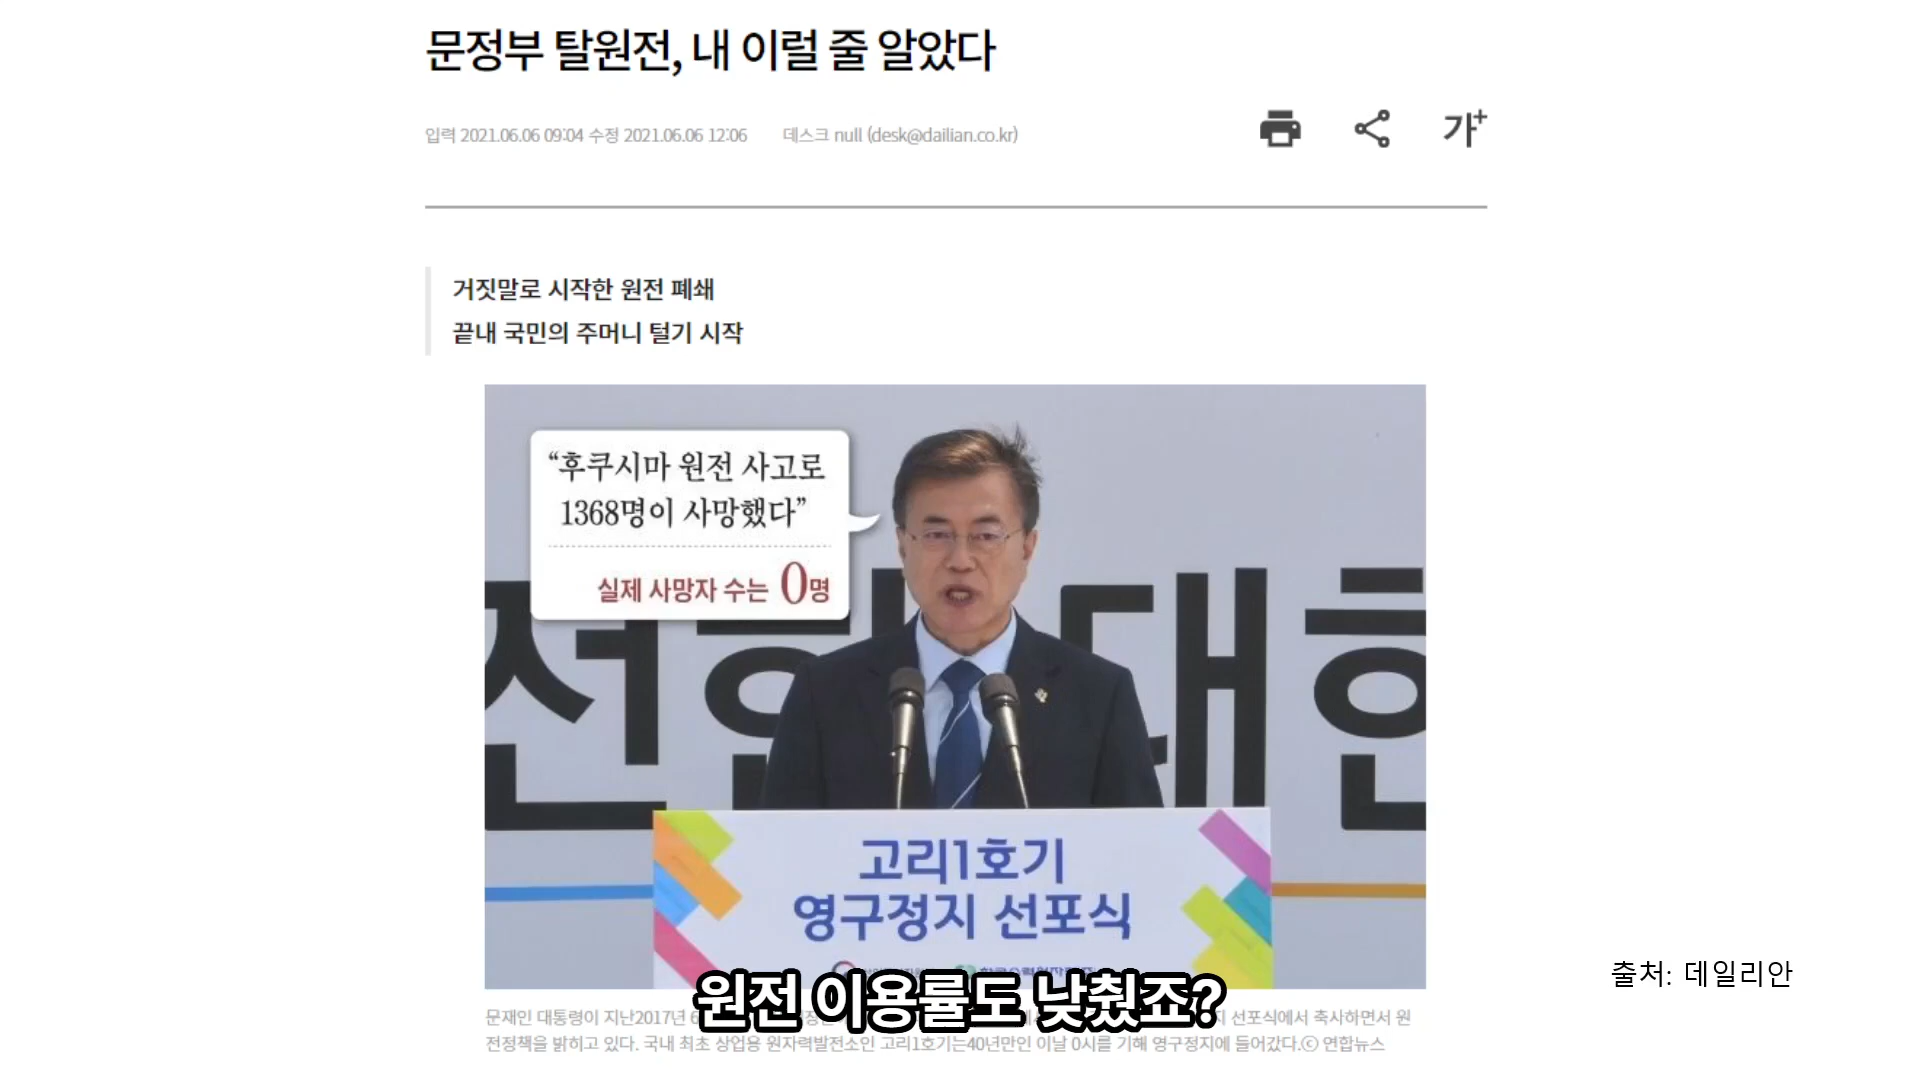 문정부 탈원전, 내 이럴 줄 알았다
입력 2021.06.06 09:04 수정 2021.06.06 12:06 데스크 null (desk@dailian.co.kr)
가+
거짓말로 시작한 원전 폐쇄
끝내 국민의 주머니 털기 시작
“후쿠시마 원전 사고로
1368명이 사망했다”
실제 사망자 수는 0명
전한 대한
고리1호기
영구정지 선포식
출처: 데일리안
원전 이용률도 낮췄죠?
문재인 대통령이 지난2017년 선포식에서 축사하면서 원
전정책을 밝히고 있다. 국내 최초 상업용 원자력발전소인 고리1호기는40년만인 이날 0시를 기해 영구정지에 들어갔다.ⓒ 연합뉴스